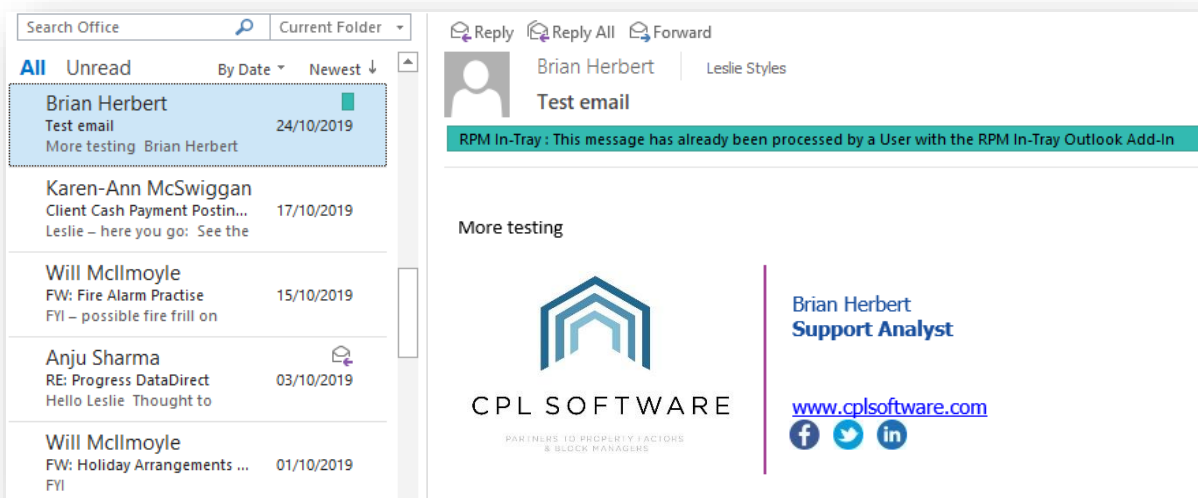 Search Office
Current Folder
All Unread By Date Newest ↓
Brian Herbert
Test email 24/10/2019
More testing Brian Herbert
Karen-Ann McSwiggan
Client Cash Payment Postin... 17/10/2019
Leslie – here you go: See the
Will McIlmoyle
FW: Fire Alarm Practise 15/10/2019
FYI – possible fire frill on
Anju Sharma
RE: Progress DataDirect 03/10/2019
Hello Leslie Thought to
Will McIlmoyle
FW: Holiday Arrangements ... 01/10/2019
FYI
Reply Reply All Forward
Brian Herbert Leslie Styles
Test email
RPM In-Tray : This message has already been processed by a User with the RPM In-Tray Outlook Add-In
More testing
CPL SOFTWARE
PARTNERS TO PROPERTY FACTORS
& BLOCK MANAGERS
Brian Herbert
Support Analyst
www.cplsoftware.com
f in